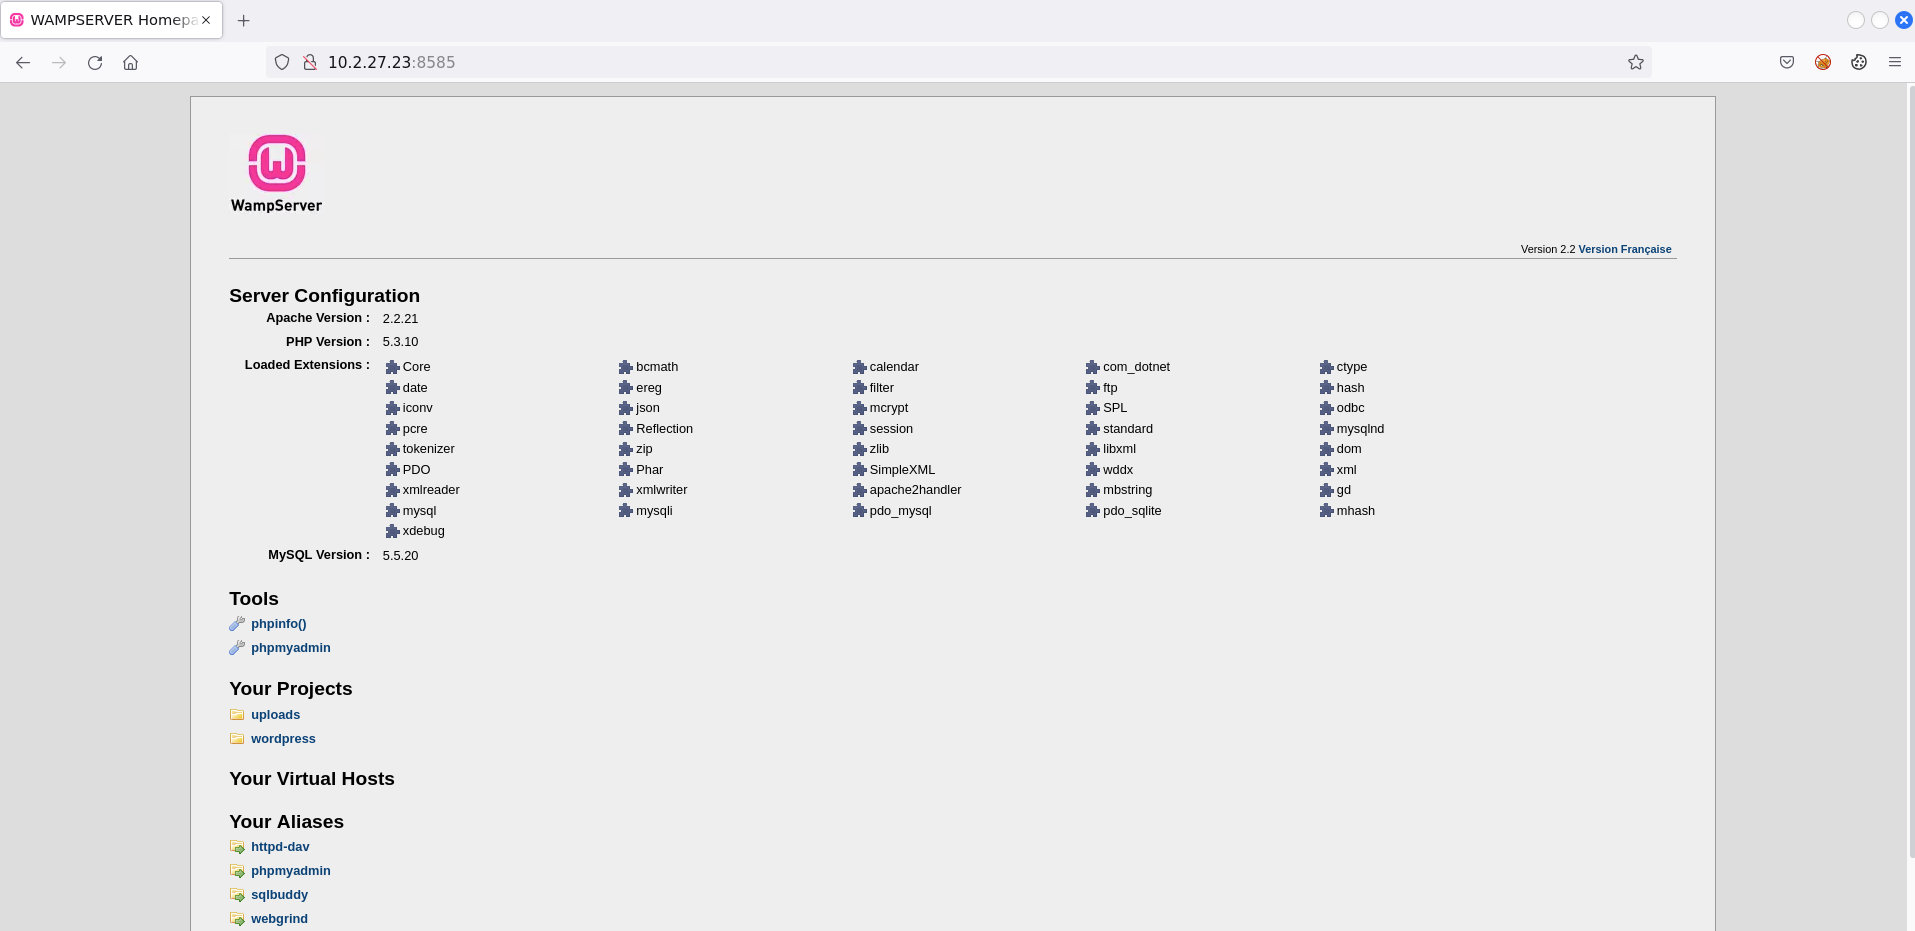 WAMPSERVER Homepa
10.2.27.23:8585
WampServer
Version 2.2 Version Française
Server Configuration
Apache Version : 2.2.21
PHP Version : 5.3.10
Loaded Extensions : Core bcmath calendar com_dotnet ctype
date ereg filter ftp hash
iconv json mcrypt SPL odbc
pcre Reflection session standard mysqlnd
tokenizer zip zlib libxml dom
PDO Phar SimpleXML wddx xml
xmlreader xmlwriter apache2handler mbstring gd
mysql mysqli pdo_mysql pdo_sqlite mhash
xdebug
MySQL Version : 5.5.20
Tools
phpinfo()
phpmyadmin
Your Projects
uploads
wordpress
Your Virtual Hosts
Your Aliases
httpd-dav
phpmyadmin
sqlbuddy
webgrind